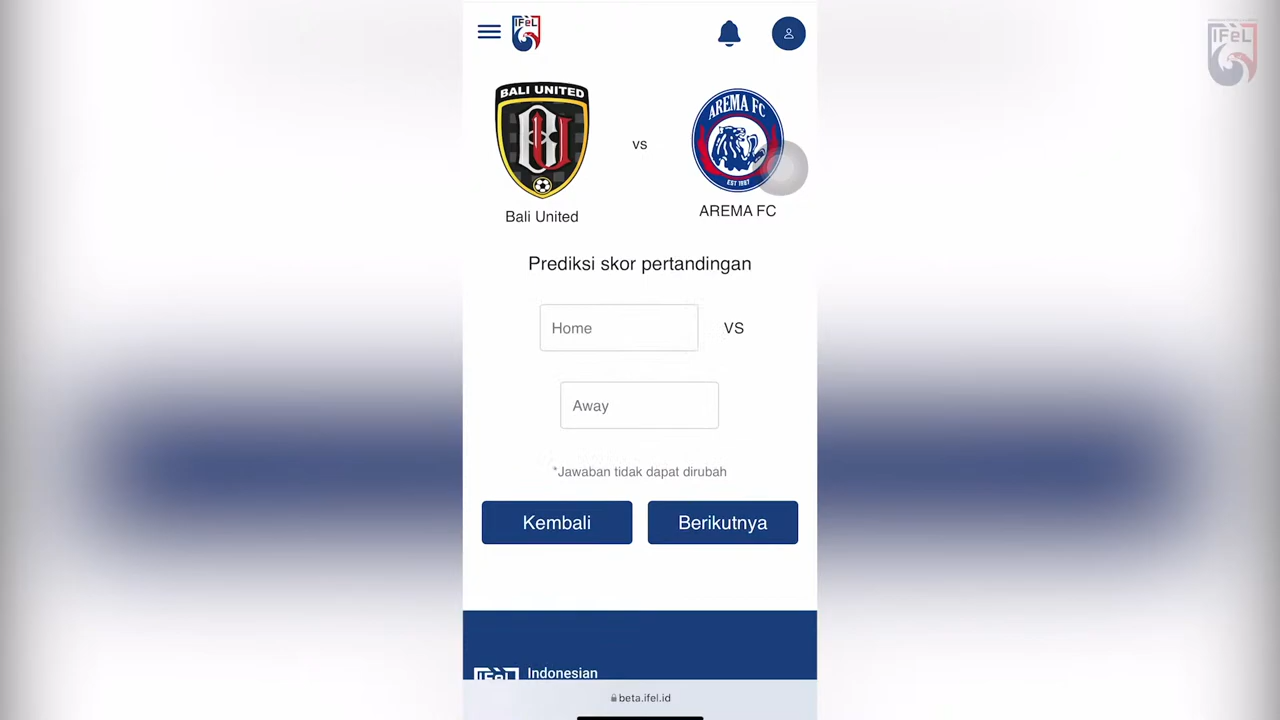 IFeL
IFeL
BALI UNITED
AREMA FC
EST 1987
vs
Bali United
AREMA FC
Prediksi skor pertandingan
Home
VS
Away
*Jawaban tidak dapat dirubah
Kembali
Berikutnya
IFeL
Indonesian
beta.ifel.id